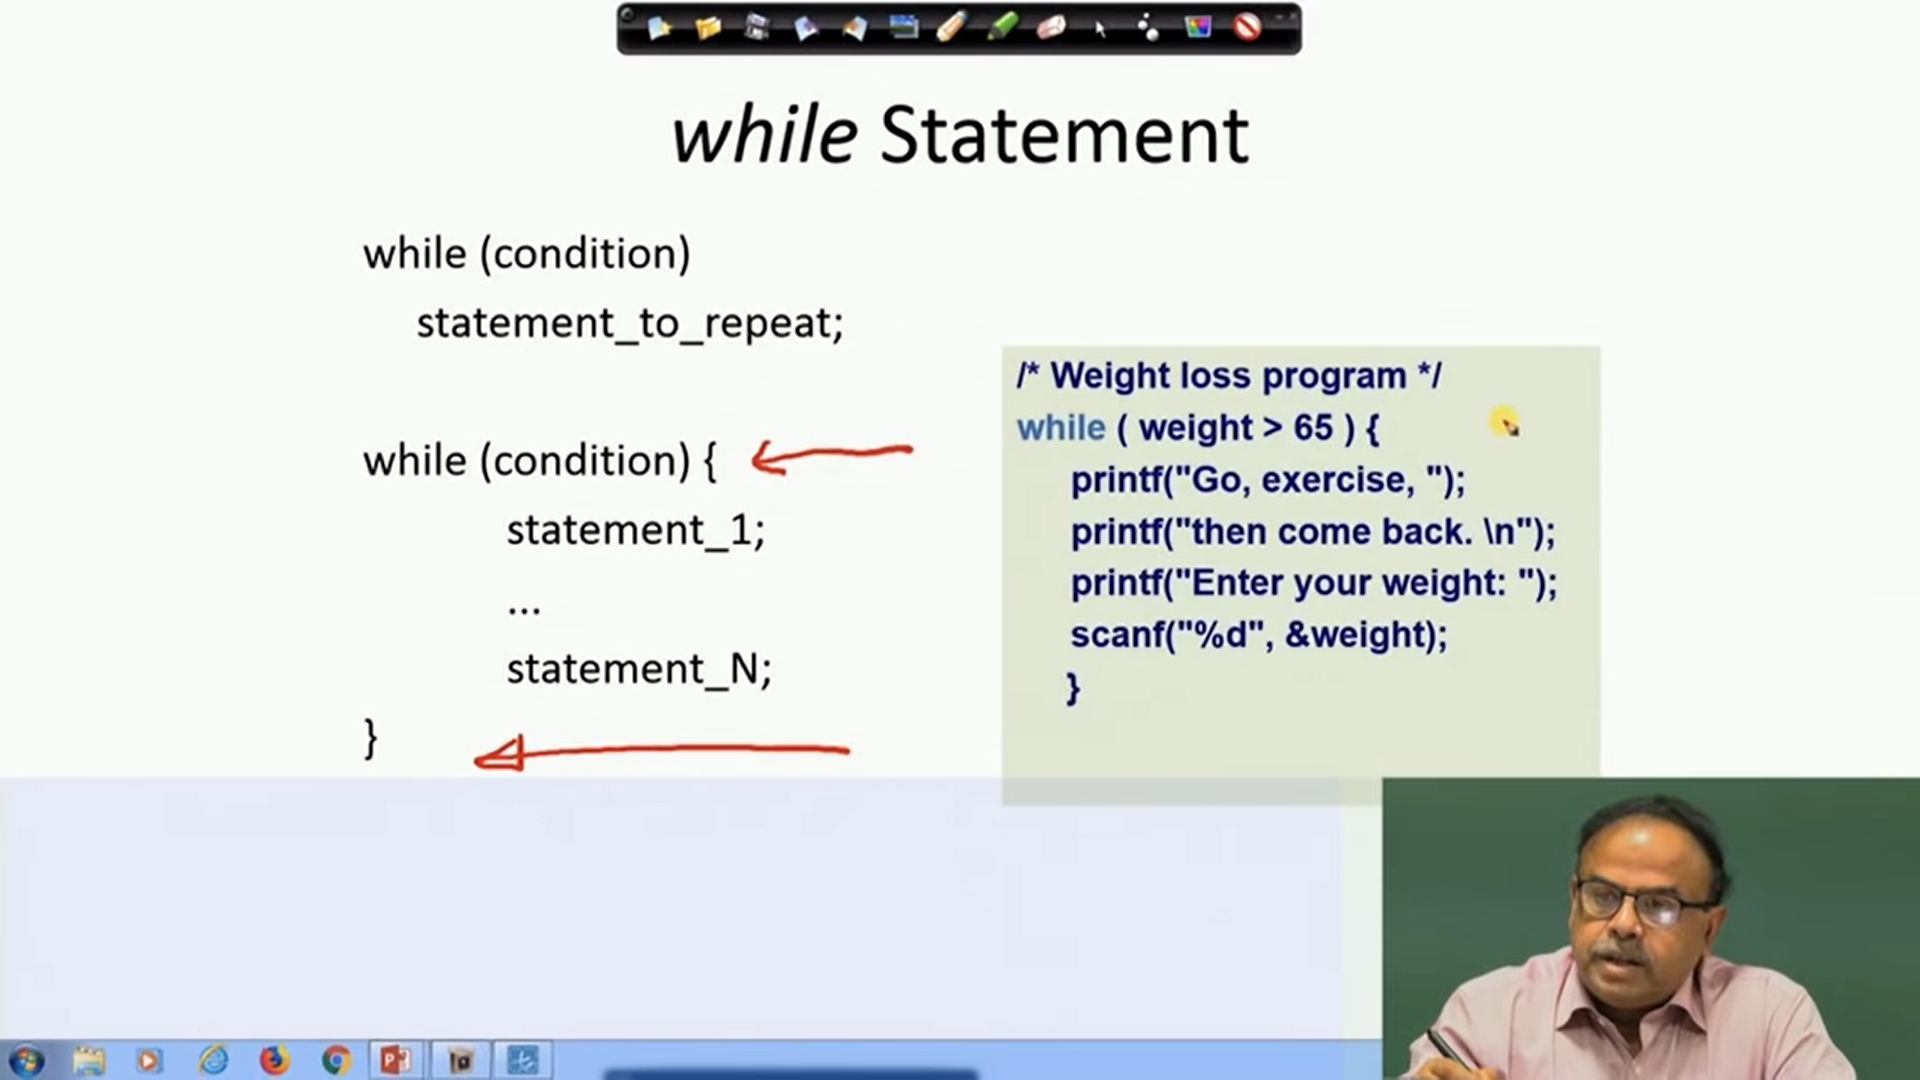 while Statement
while (condition)
statement_to_repeat;
while (condition) {
statement_1;
...
statement_N;
}
/* Weight loss program */
while ( weight > 65 ) {
printf("Go, exercise, ");
printf("then come back. \n");
printf("Enter your weight: ");
scanf("%d", &weight);
}